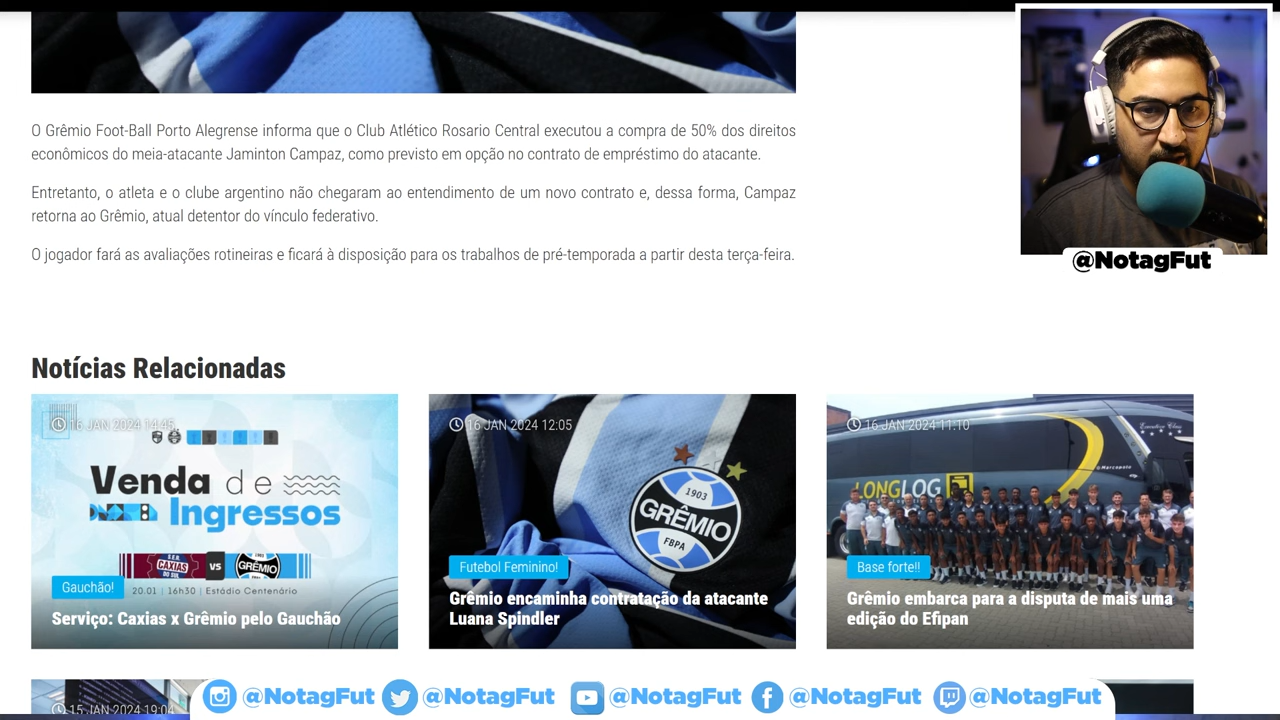 O Grêmio Foot-Ball Porto Alegrense informa que o Club Atlético Rosario Central executou a compra de 50% dos direitos
econômicos do meia-atacante Jaminton Campaz, como previsto em opção no contrato de empréstimo do atacante.
Entretanto, o atleta e o clube argentino não chegaram ao entendimento de um novo contrato e, dessa forma, Campaz
retorna ao Grêmio, atual detentor do vínculo federativo.
O jogador fará as avaliações rotineiras e ficará à disposição para os trabalhos de pré-temporada a partir desta terça-feira.
@NotagFut
Notícias Relacionadas
16 JAN 2024 14:45
Venda de
Ingressos
CAXIAS
VS
GRÊMIO
Gauchão!
20.01 | 16h30 | Estádio Centenário
Serviço: Caxias x Grêmio pelo Gauchão
16 JAN 2024 12:05
1903
GRÊMIO
FBPA
Futebol Feminino!
Grêmio encaminha contratação da atacante
Luana Spindler
16 JAN 2024 11:10
LONGLOG
Base forte!!
Grêmio embarca para a disputa de mais uma
edição do Efipan
15 JAN 2024 19:04
@NotagFut @NotagFut @NotagFut @NotagFut @NotagFut